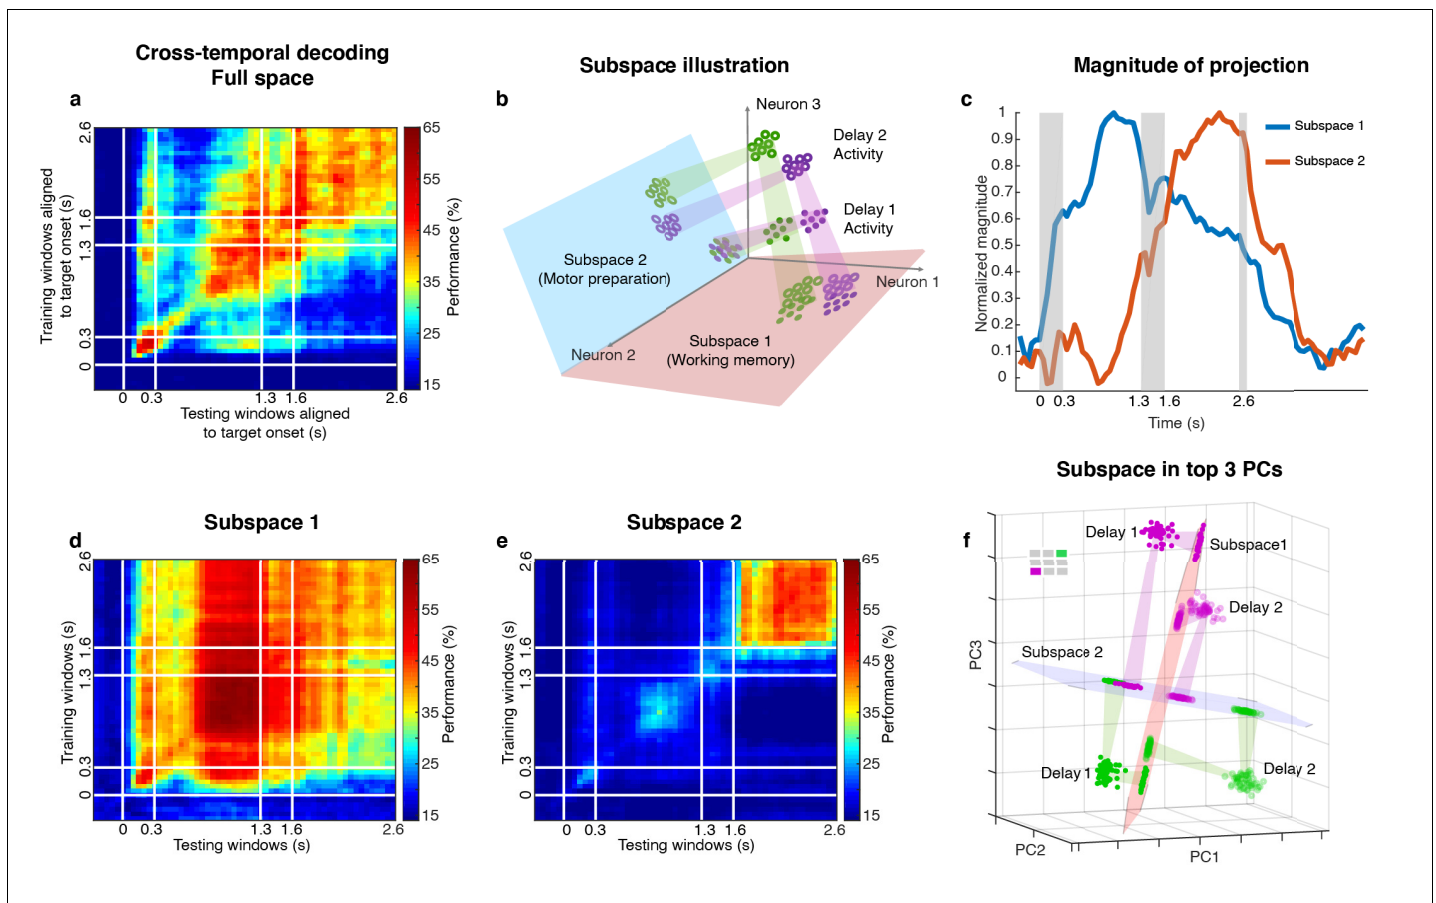 Cross-temporal decoding
Full space
a
65
55
45
35
25
15
Performance (%)
2.6
1.6
1.3
0.3
0
Training windows aligned
to target onset (s)
0 0.3 1.3 1.6 2.6
Testing windows aligned
to target onset (s)
Subspace illustration
b
Neuron 3
Delay 2
Activity
Delay 1
Activity
Subspace 2
(Motor preparation)
Neuron 1
Neuron 2
Subspace 1
(Working memory)
Magnitude of projection
c
1
0.9
0.8
0.7
0.6
0.5
0.4
0.3
0.2
0.1
0
Normalized magnitude
Subspace 1
Subspace 2
0 0.3 1.3 1.6 2.6
Time (s)
Subspace 1
d
65
55
45
35
25
15
Performance (%)
2.6
1.6
1.3
0.3
0
Training windows (s)
0 0.3 1.3 1.6 2.6
Testing windows (s)
Subspace 2
e
65
55
45
35
25
15
Performance (%)
2.6
1.6
1.3
0.3
0
Training windows (s)
0 0.3 1.3 1.6 2.6
Testing windows (s)
Subspace in top 3 PCs
f
Delay 1
Subspace1
Delay 2
Subspace 2
Delay 1
Delay 2
PC3
PC2
PC1